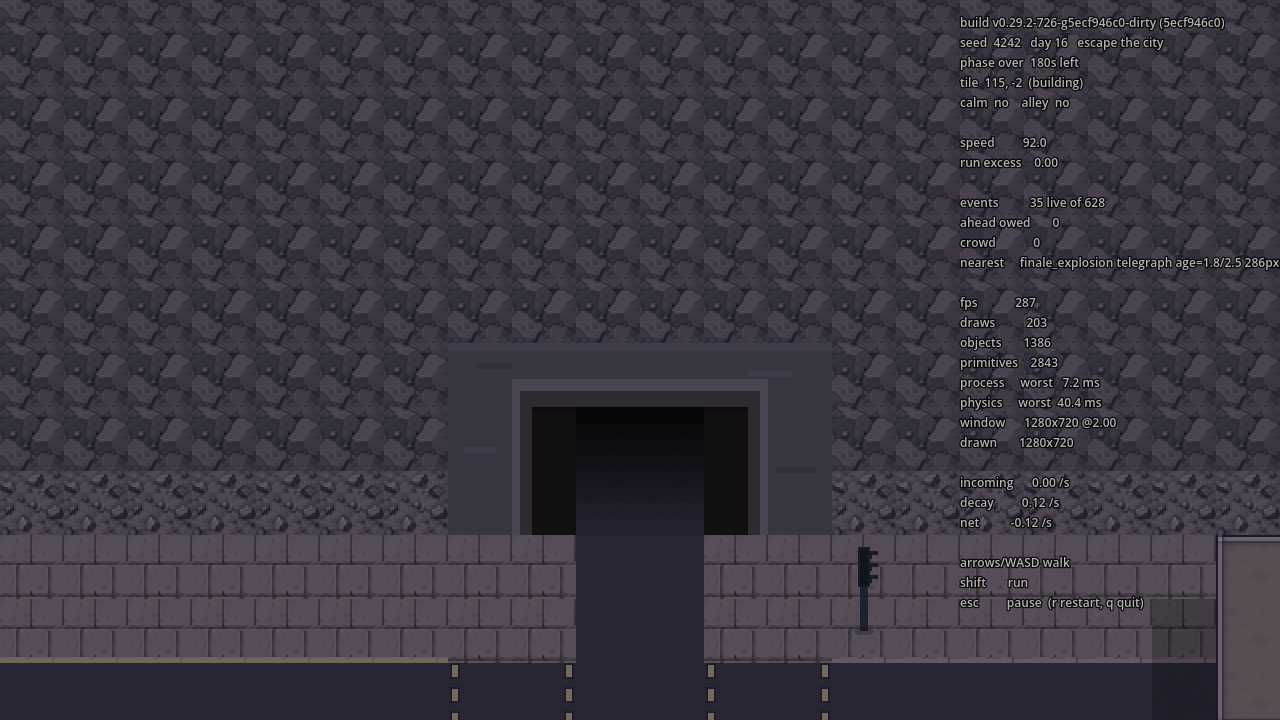 build v0.29.2-726-g5ecf946c0-dirty (5ecf946c0)
seed 4242 day 16 escape the city
phase over 180s left
tile 115, -2 (building)
calm no alley no
speed 92.0
run excess 0.00
events 35 live of 628
ahead owed 0
crowd 0
nearest finale_explosion telegraph age=1.8/2.5 286px
fps 287
draws 203
objects 1386
primitives 2843
process worst 7.2 ms
physics worst 40.4 ms
window 1280x720 @2.00
drawn 1280x720
incoming 0.00 /s
decay 0.12 /s
net -0.12 /s
arrows/WASD walk
shift run
esc pause (r restart, q quit)